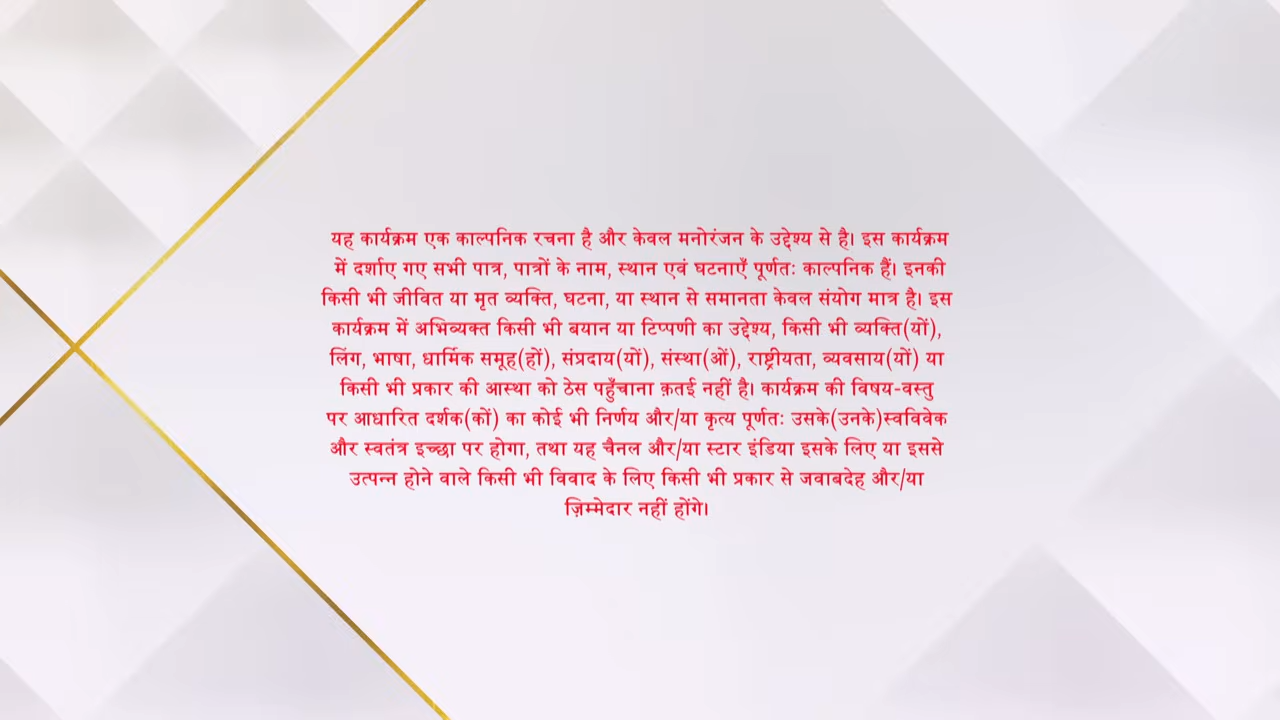 यह कार्यक्रम एक काल्पनिक रचना है और केवल मनोरंजन के उद्देश्य से है। इस कार्यक्रम
में दर्शाए गए सभी पात्र, पात्रों के नाम, स्थान एवं घटनाएँ पूर्णतः काल्पनिक हैं। इनकी
किसी भी जीवित या मृत व्यक्ति, घटना, या स्थान से समानता केवल संयोग मात्र है। इस
कार्यक्रम में अभिव्यक्त किसी भी बयान या टिप्पणी का उद्देश्य, किसी भी व्यक्ति(यों),
लिंग, भाषा, धार्मिक समूह(हों), संप्रदाय(यों), संस्था(ओं), राष्ट्रीयता, व्यवसाय(यों) या
किसी भी प्रकार की आस्था को ठेस पहुँचाना क़तई नहीं है। कार्यक्रम की विषय-वस्तु
पर आधारित दर्शक(कों) का कोई भी निर्णय और/या कृत्य पूर्णतः उसके(उनके)स्वविवेक
और स्वतंत्र इच्छा पर होगा, तथा यह चैनल और/या स्टार इंडिया इसके लिए या इससे
उत्पन्न होने वाले किसी भी विवाद के लिए किसी भी प्रकार से जवाबदेह और/या
ज़िम्मेदार नहीं होंगे।